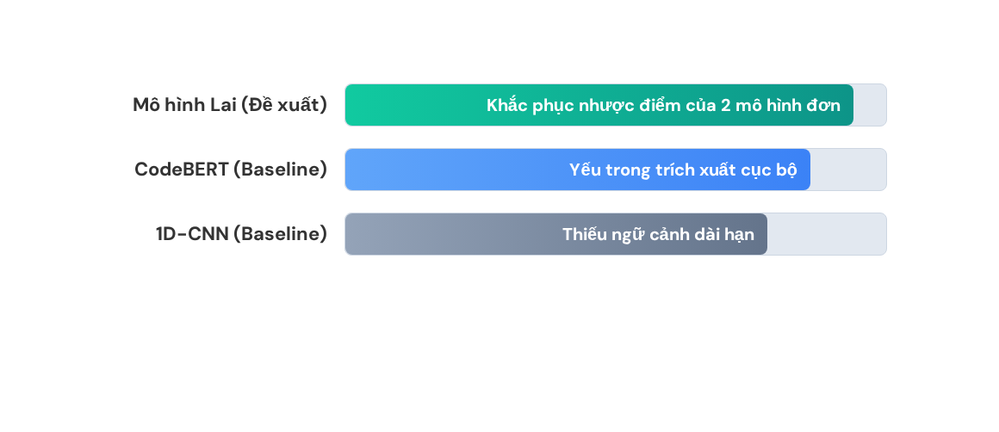 Mô hình Lai (Đề xuất)
Khắc phục nhược điểm của 2 mô hình đơn
CodeBERT (Baseline)
Yếu trong trích xuất cục bộ
1D-CNN (Baseline)
Thiếu ngữ cảnh dài hạn